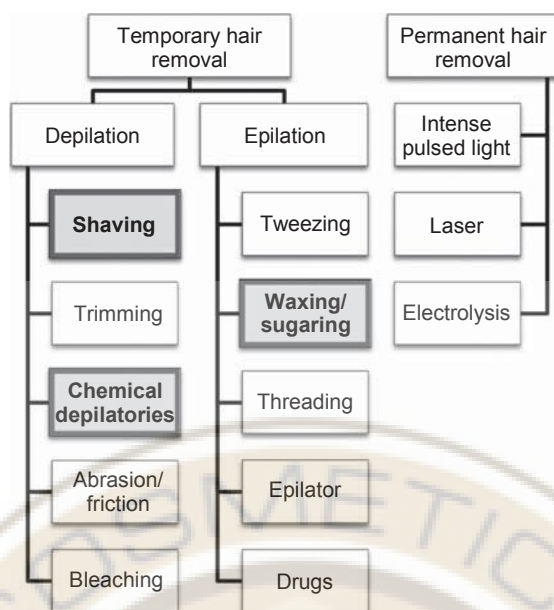 Temporary hair
removal
Permanent hair
removal
Depilation
Epilation
Intense
pulsed light
Shaving
Tweezing
Laser
Trimming
Waxing/
sugaring
Electrolysis
Chemical
depilatories
Threading
Abrasion/
friction
Epilator
Bleaching
Drugs